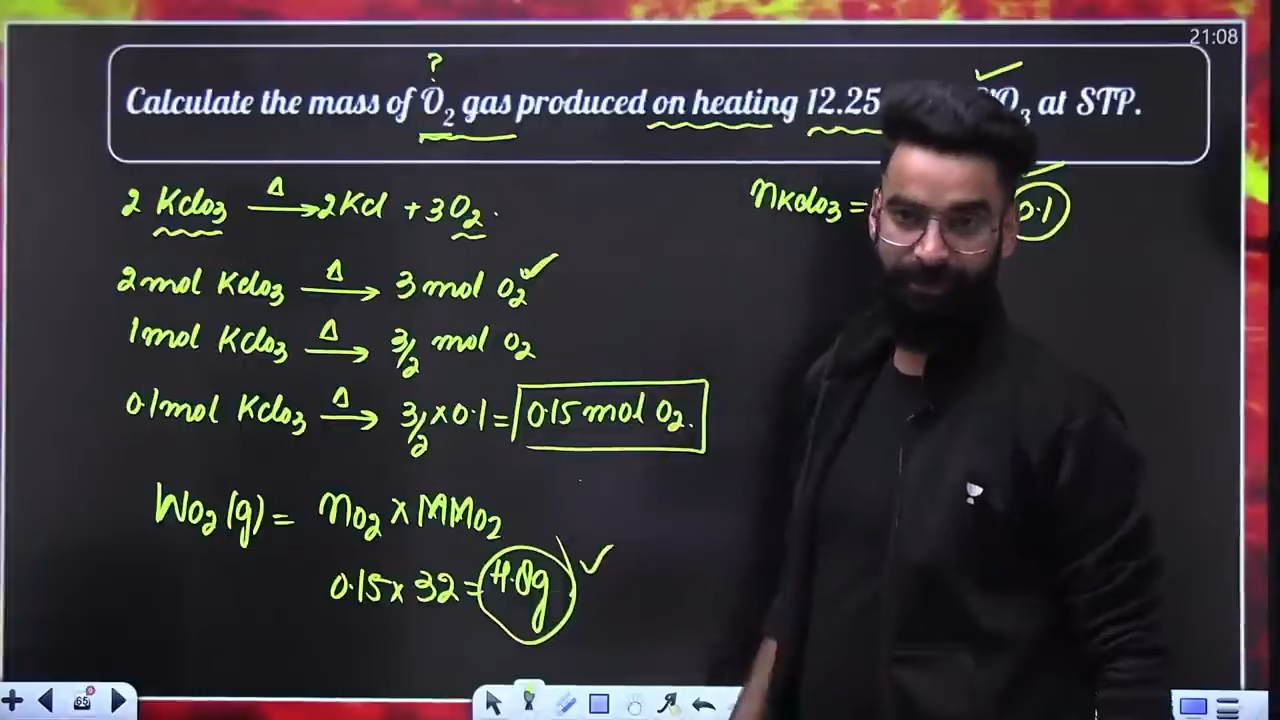 21:08
?
Calculate the mass of O₂ gas produced on heating 12.25 O₃ at STP.
2 KClO₃ Δ→ 2KCl + 3O₂.
nKClO₃ = 0.1
2mol KClO₃ Δ→ 3 mol O₂
1mol KClO₃ Δ→ 3/2 mol O₂
0.1mol KClO₃ Δ→ 3/2 × 0.1 = 0.15 mol O₂.
WO₂(g) = nO₂ × MMO₂
0.15 × 32 = 4.8g
65